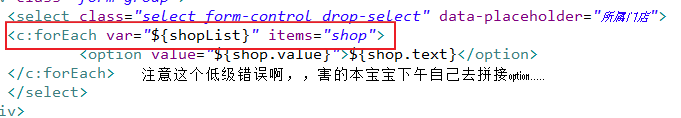 <select class="select form-control drop-select" data-placeholder="所属门店"
<c:forEach var="${shopList}" items="shop">
<option value="${shop.value}">${shop.text}</option>
</c:forEach> 注意这个低级错误啊，，害的本宝宝下午自己去拼接option.....
</select>
iv>